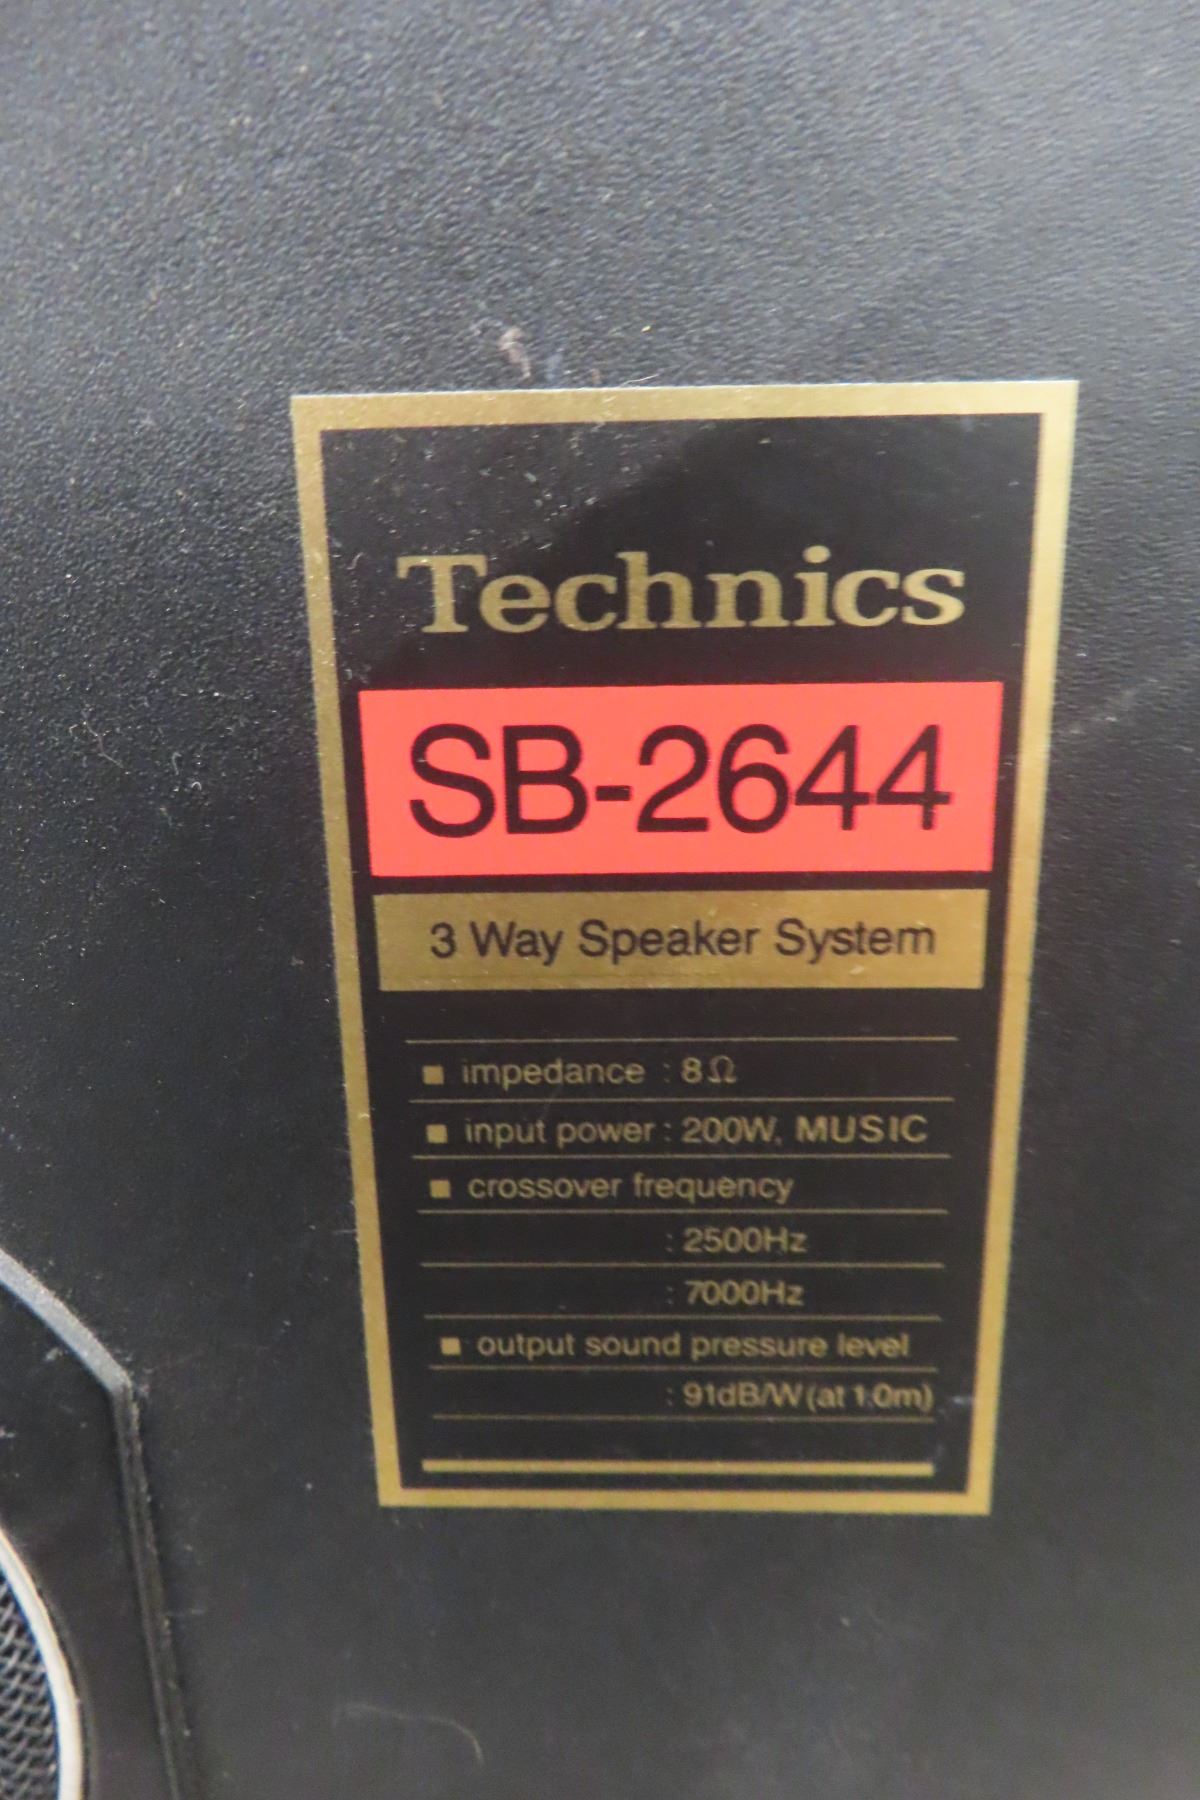 Technics
SB-2644
3 Way Speaker System
■ impedance : 8Ω
■ input power : 200W, MUSIC
■ crossover frequency
: 2500Hz
: 7000Hz
■ output sound pressure level
: 91dB/W (at 1.0m)